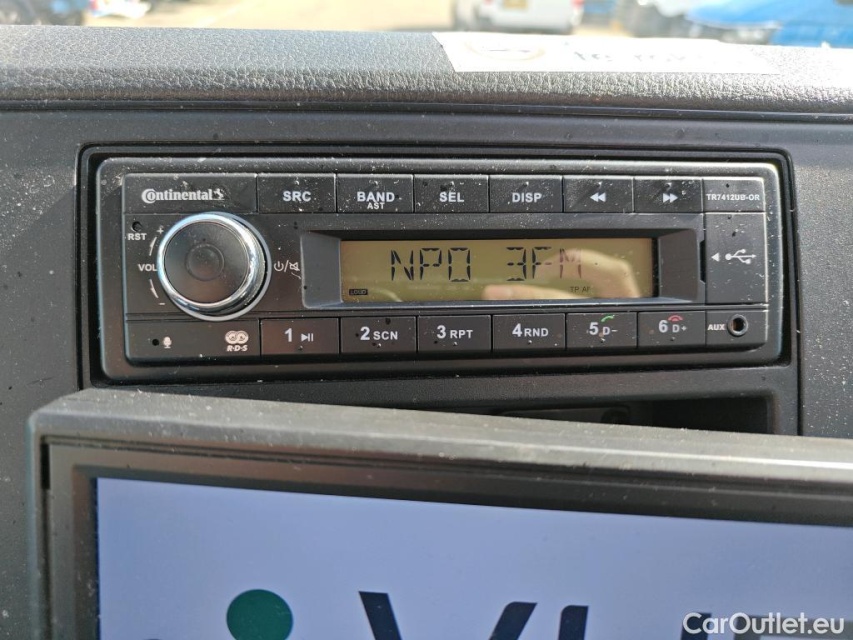 Continental
SRC
BAND
AST
SEL
DISP
TR7412UB-OR
RST
VOL
+
-
NPO 3FM
LOUD
TP AF
R·D·S
1
2 SCN
3 RPT
4 RND
5 D-
6 D+
AUX
CarOutlet.eu